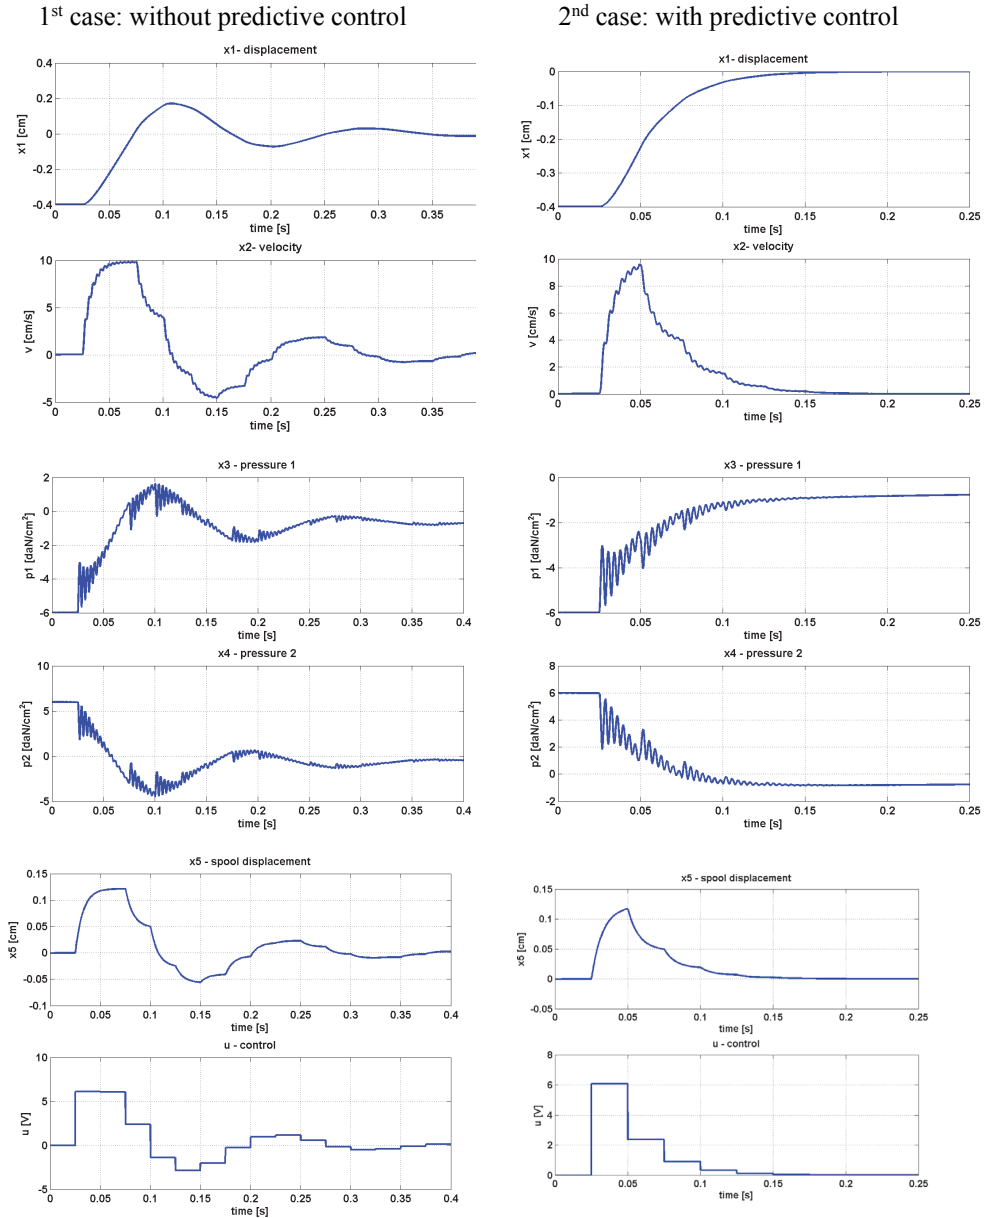 1st case: without predictive control
2nd case: with predictive control
x1- displacement
0.4
0.2
0
-0.2
-0.4
x1 [cm]
0 0.05 0.1 0.15 0.2 0.25 0.3 0.35
time [s]
x1- displacement
0
-0.1
-0.2
-0.3
-0.4
x1 [cm]
0 0.05 0.1 0.15 0.2 0.25
time [s]
x2- velocity
10
5
0
-5
v [cm/s]
0 0.05 0.1 0.15 0.2 0.25 0.3 0.35
time [s]
x2- velocity
10
8
6
4
2
0
v [cm/s]
0 0.05 0.1 0.15 0.2 0.25
time [s]
x3 - pressure 1
2
0
-2
-4
-6
p1 [daN/cm2]
0 0.05 0.1 0.15 0.2 0.25 0.3 0.35 0.4
time [s]
x3 - pressure 1
0
-2
-4
-6
p1 [daN/cm2]
0 0.05 0.1 0.15 0.2 0.25
time [s]
x4 - pressure 2
10
5
0
-5
p2 [daN/cm2]
0 0.05 0.1 0.15 0.2 0.25 0.3 0.35 0.4
time [s]
x4 - pressure 2
8
6
4
2
0
-2
p2 [daN/cm2]
0 0.05 0.1 0.15 0.2 0.25
time [s]
x5 - spool displacement
0.15
0.1
0.05
0
-0.05
-0.1
x5 [cm]
0 0.05 0.1 0.15 0.2 0.25 0.3 0.35 0.4
time [s]
x5 - spool displacement
0.15
0.1
0.05
0
-0.05
x5 [cm]
0 0.05 0.1 0.15 0.2 0.25
time [s]
u - control
10
5
0
-5
u [V]
0 0.05 0.1 0.15 0.2 0.25 0.3 0.35 0.4
time [s]
u - control
8
6
4
2
0
u [V]
0 0.05 0.1 0.15 0.2 0.25
time [s]